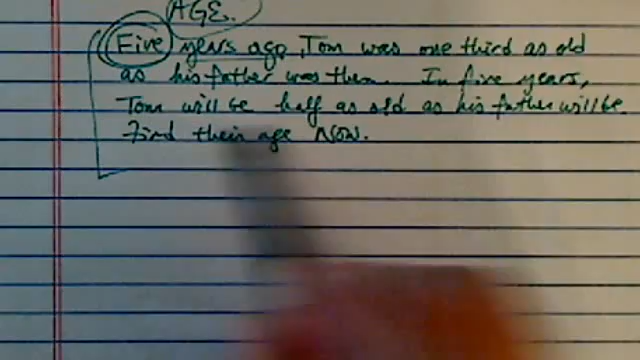 AGE.
Five years ago, Tom was one third as old
as his father was then. In five years,
Tom will be half as old as his father will be.
Find their age Now.